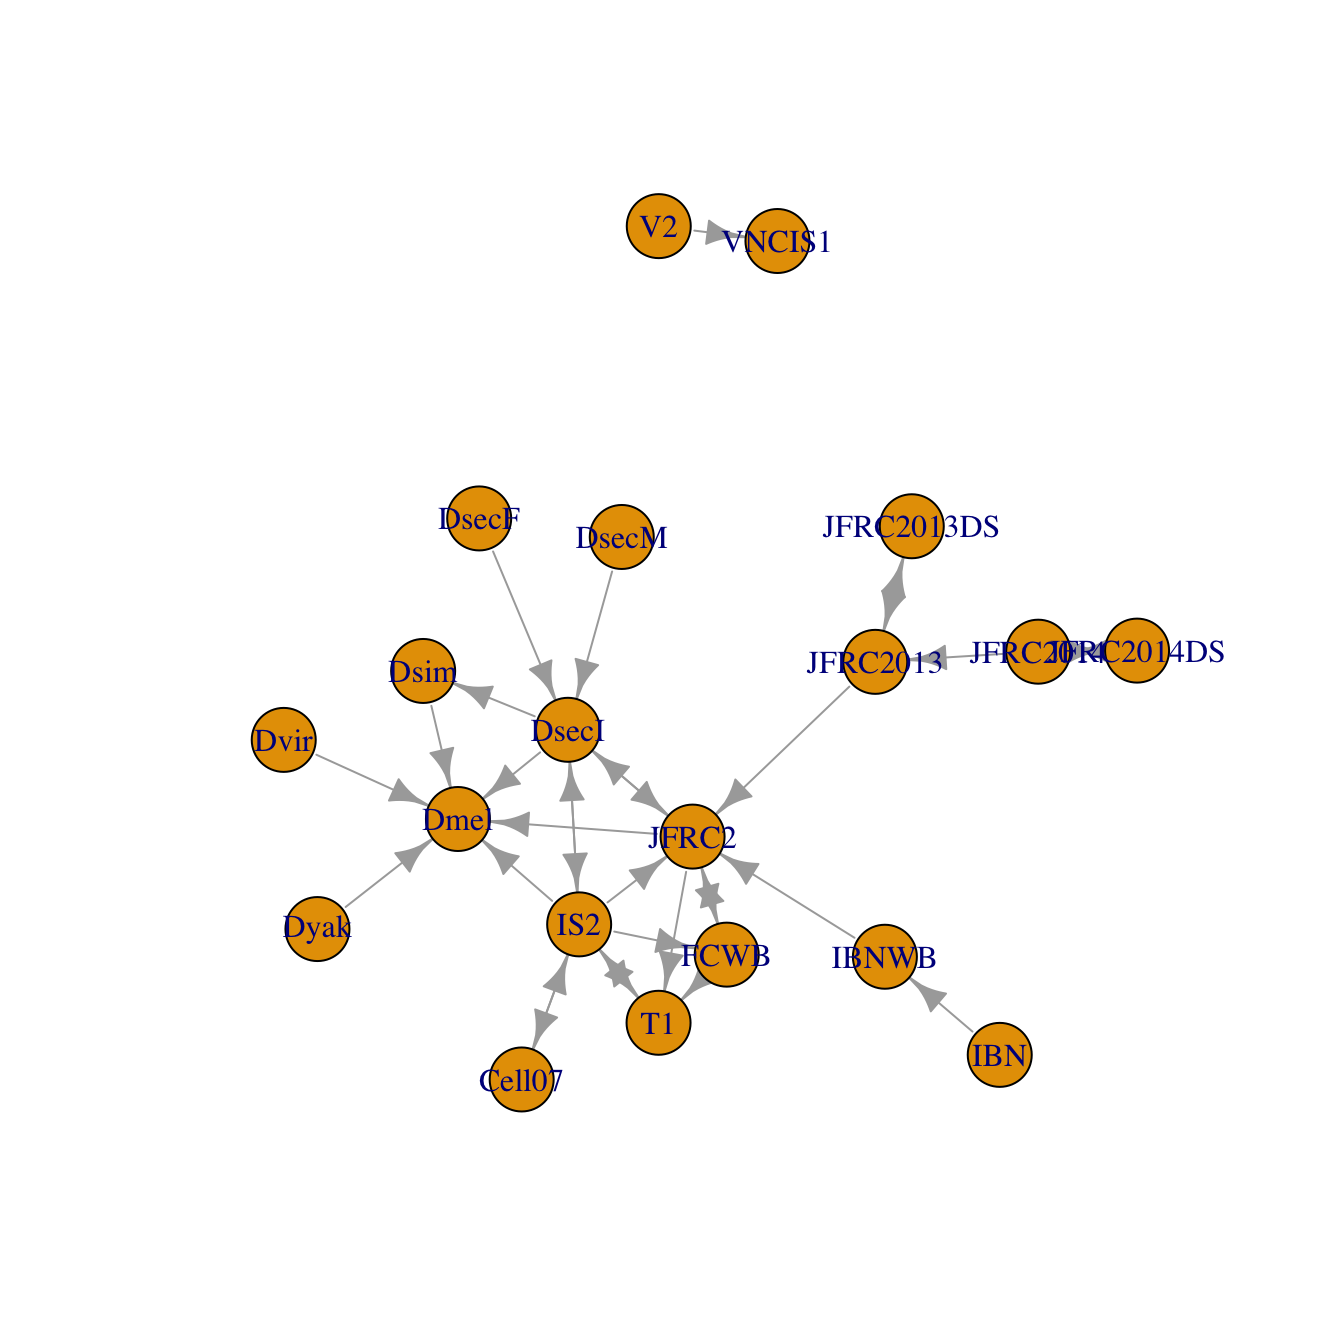 V2
VNCIS1
DsecF
DsecM
JFRC2013DS
Dsim
JFRC2013
JFRC2014
JFRC2014DS
DsecI
Dvir
Dmel
JFRC2
Dyak
IS2
FCWB
IBNWB
T1
IBN
Cell07